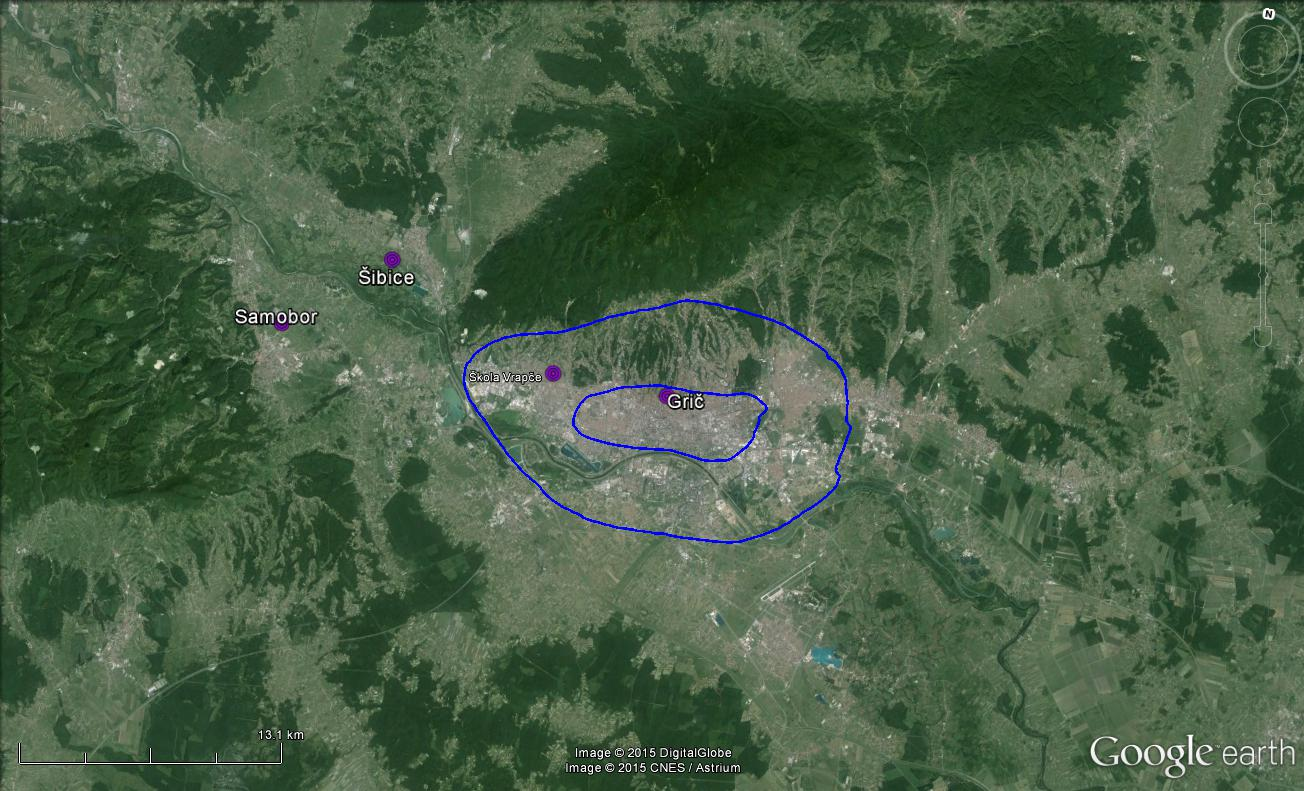 N
Šibice
Samobor
Škola Vrapče
Grič
13.1 km
Image © 2015 DigitalGlobe
Image © 2015 CNES / Astrium
Google earth